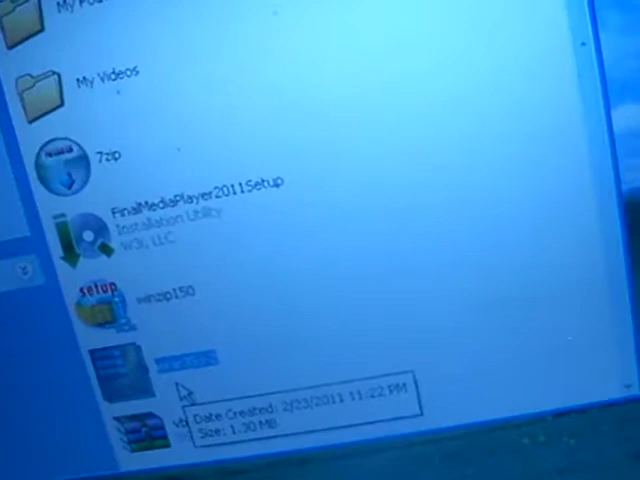 My Videos
7zip
FinalMediaPlayer2011Setup
Installation Utility
W3i, LLC
setup
winzip150
Date Created: 2/23/2011 11:22 PM
Size: 1.30 MB